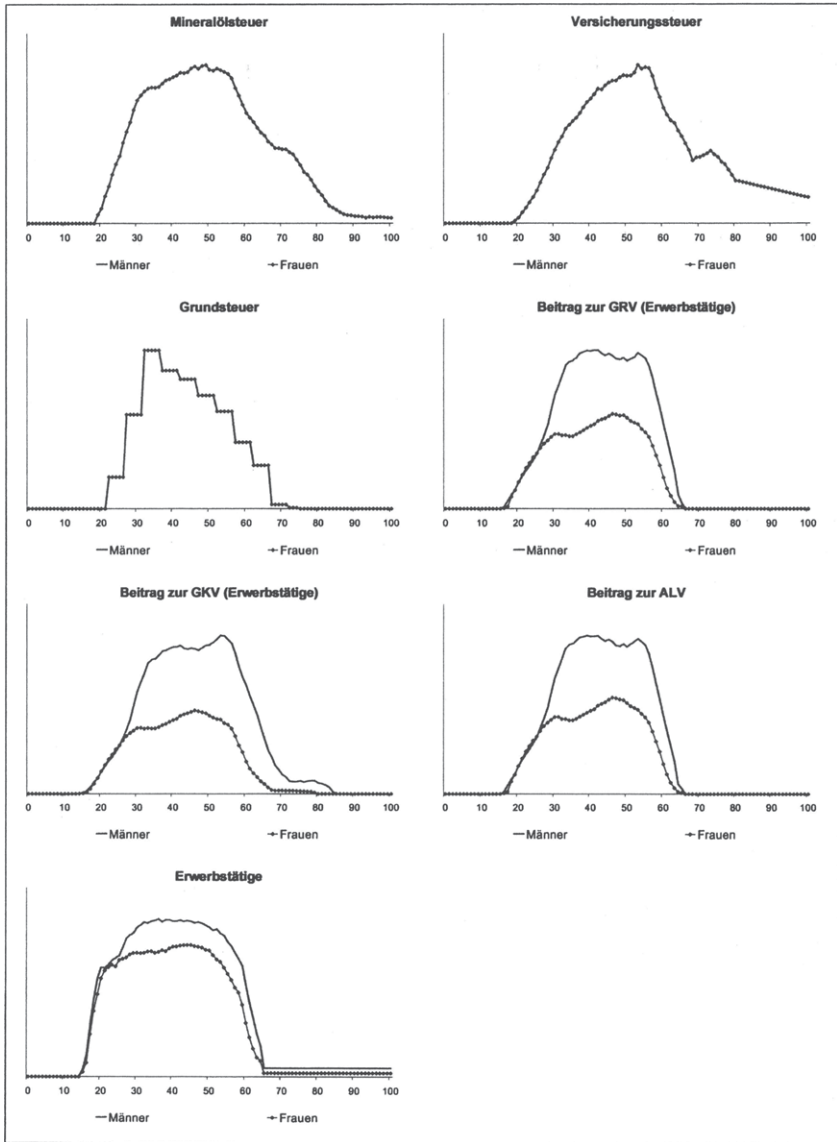 Mineralölsteuer
0 10 20 30 40 50 60 70 80 90 100
Männer Frauen
Versicherungssteuer
0 10 20 30 40 50 60 70 80 90 100
Männer Frauen
Grundsteuer
0 10 20 30 40 50 60 70 80 90 100
Männer Frauen
Beitrag zur GRV (Erwerbstätige)
0 10 20 30 40 50 60 70 80 90 100
Männer Frauen
Beitrag zur GKV (Erwerbstätige)
0 10 20 30 40 50 60 70 80 90 100
Männer Frauen
Beitrag zur ALV
0 10 20 30 40 50 60 70 80 90 100
Männer Frauen
Erwerbstätige
0 10 20 30 40 50 60 70 80 90 100
Männer Frauen